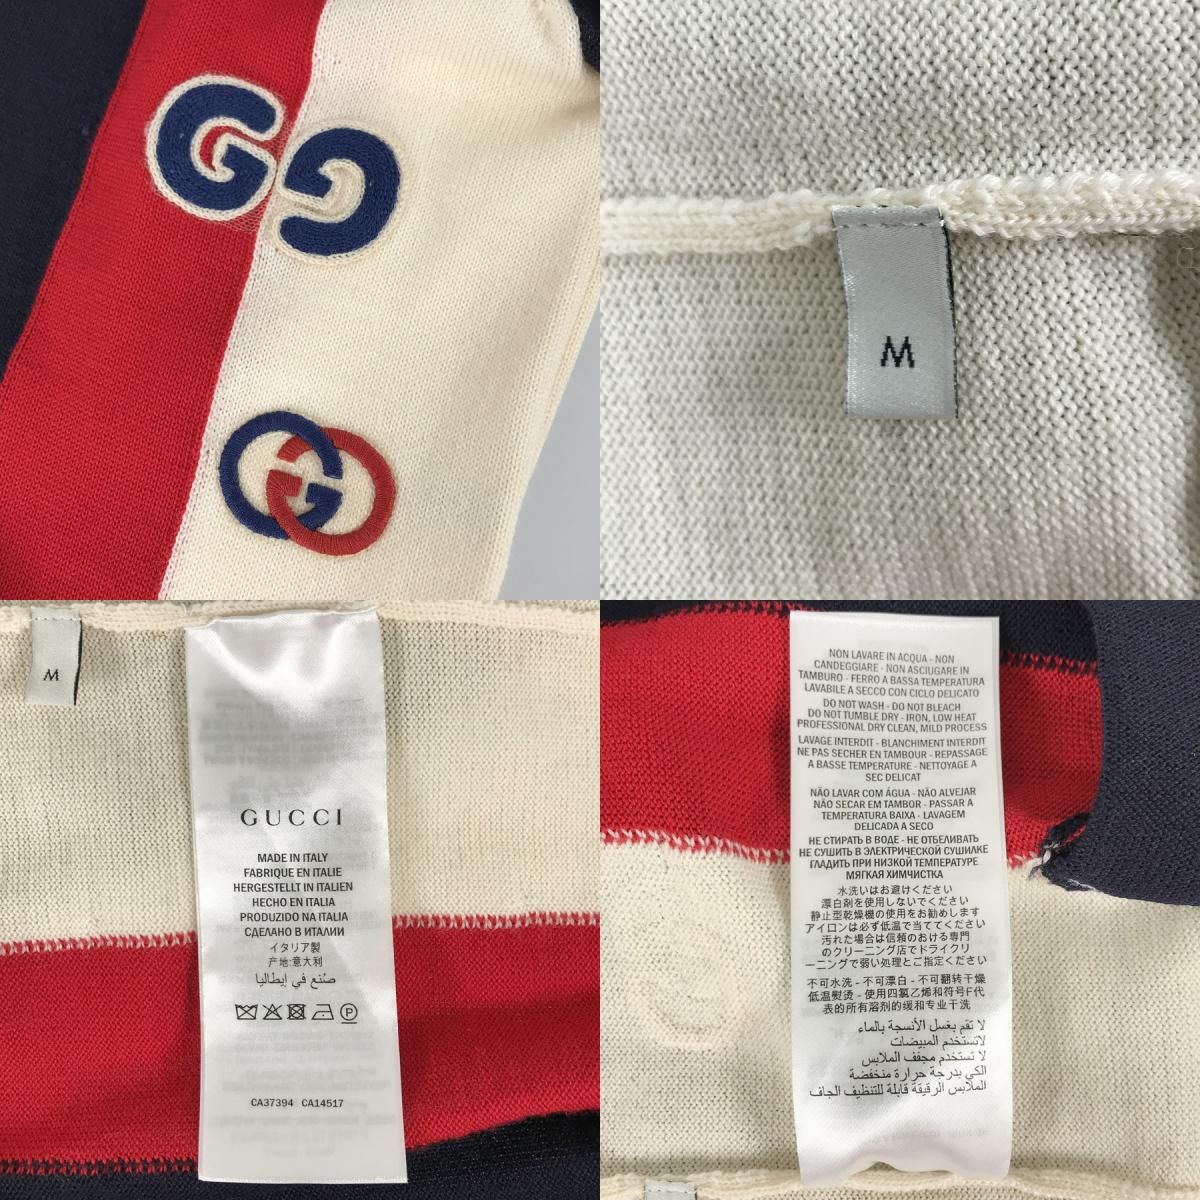 GG
GG
M
M
GUCCI
MADE IN ITALY
FABRIQUE EN ITALIE
HERGESTELLT IN ITALIEN
HECHO EN ITALIA
PRODUZIDO NA ITALIA
СДЕЛАНО В ИТАЛИИ
イタリア製
产地:意大利
صُنع في إيطاليا
P
CA37394 CA14517
NON LAVARE IN ACQUA - NON
CANDEGGIARE - NON ASCIUGARE IN
TAMBURO - FERRO A BASSA TEMPERATURA
LAVABILE A SECCO CON CICLO DELICATO
DO NOT WASH - DO NOT BLEACH
DO NOT TUMBLE DRY - IRON, LOW HEAT
PROFESSIONAL DRY CLEAN, MILD PROCESS
LAVAGE INTERDIT - BLANCHIMENT INTERDIT
NE PAS SECHER EN TAMBOUR - REPASSAGE
A BASSE TEMPERATURE - NETTOYAGE A
SEC DELICAT
NÃO LAVAR COM ÁGUA - NÃO ALVEJAR
NÃO SECAR EM TAMBOR - PASSAR A
TEMPERATURA BAIXA - LAVAGEM
DELICADA A SECO
НЕ СТИРАТЬ В ВОДЕ - НЕ ОТБЕЛИВАТЬ
НЕ СУШИТЬ В ЭЛЕКТРИЧЕСКОЙ СУШИЛКЕ
ГЛАДИТЬ ПРИ НИЗКОЙ ТЕМПЕРАТУРЕ
МЯГКАЯ ХИМЧИСТКА
水洗いはお避けください
漂白剤を使用しないでください
静止型乾燥機の使用をお勧めします
アイロンは必ず低温で当ててください
汚れた場合は信頼のおける専門
のクリーニング店でドライクリ
ーニングで弱い処理とご指定ください
不可水洗 - 不可漂白 - 不可翻转干燥
低温熨烫 - 使用四氯乙烯和符号F代
表的所有溶剂的缓和专业干洗
لا تقم بغسل الأنسجة بالماء
لاتستخدم المبيضات
لا تستخدم مجفف الملابس
الكي بدرجة حرارة منخفضة
الملابس الرقيقة قابلة للتنظيف الجاف